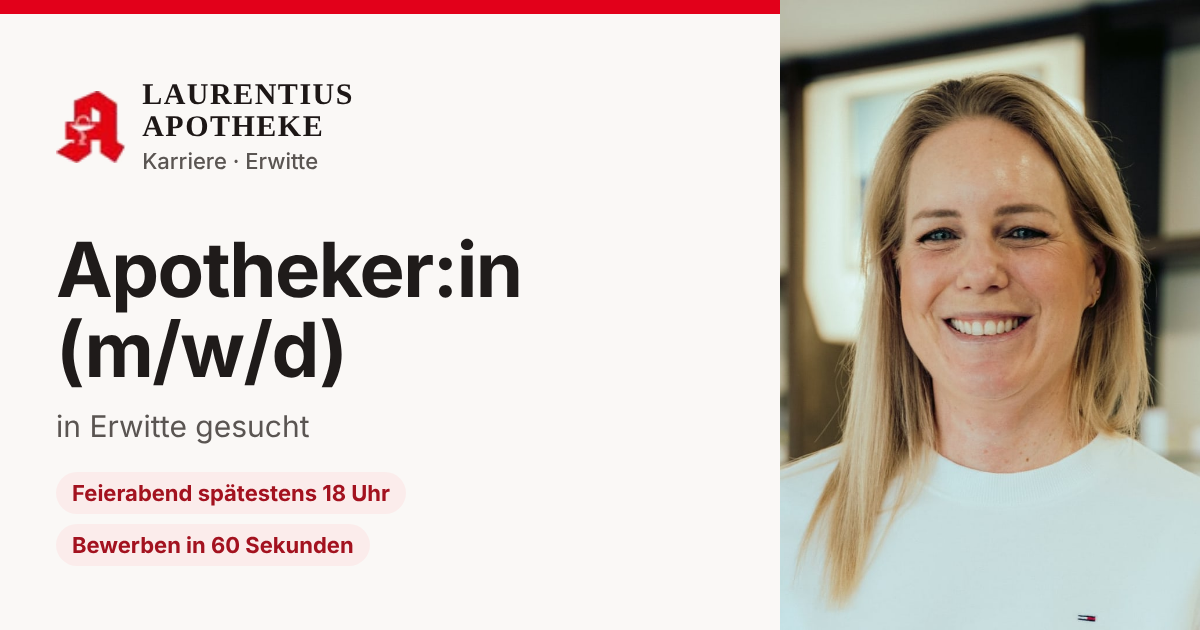 LAURENTIUS
APOTHEKE
Karriere · Erwitte
Apotheker:in
(m/w/d)
in Erwitte gesucht
Feierabend spätestens 18 Uhr
Bewerben in 60 Sekunden